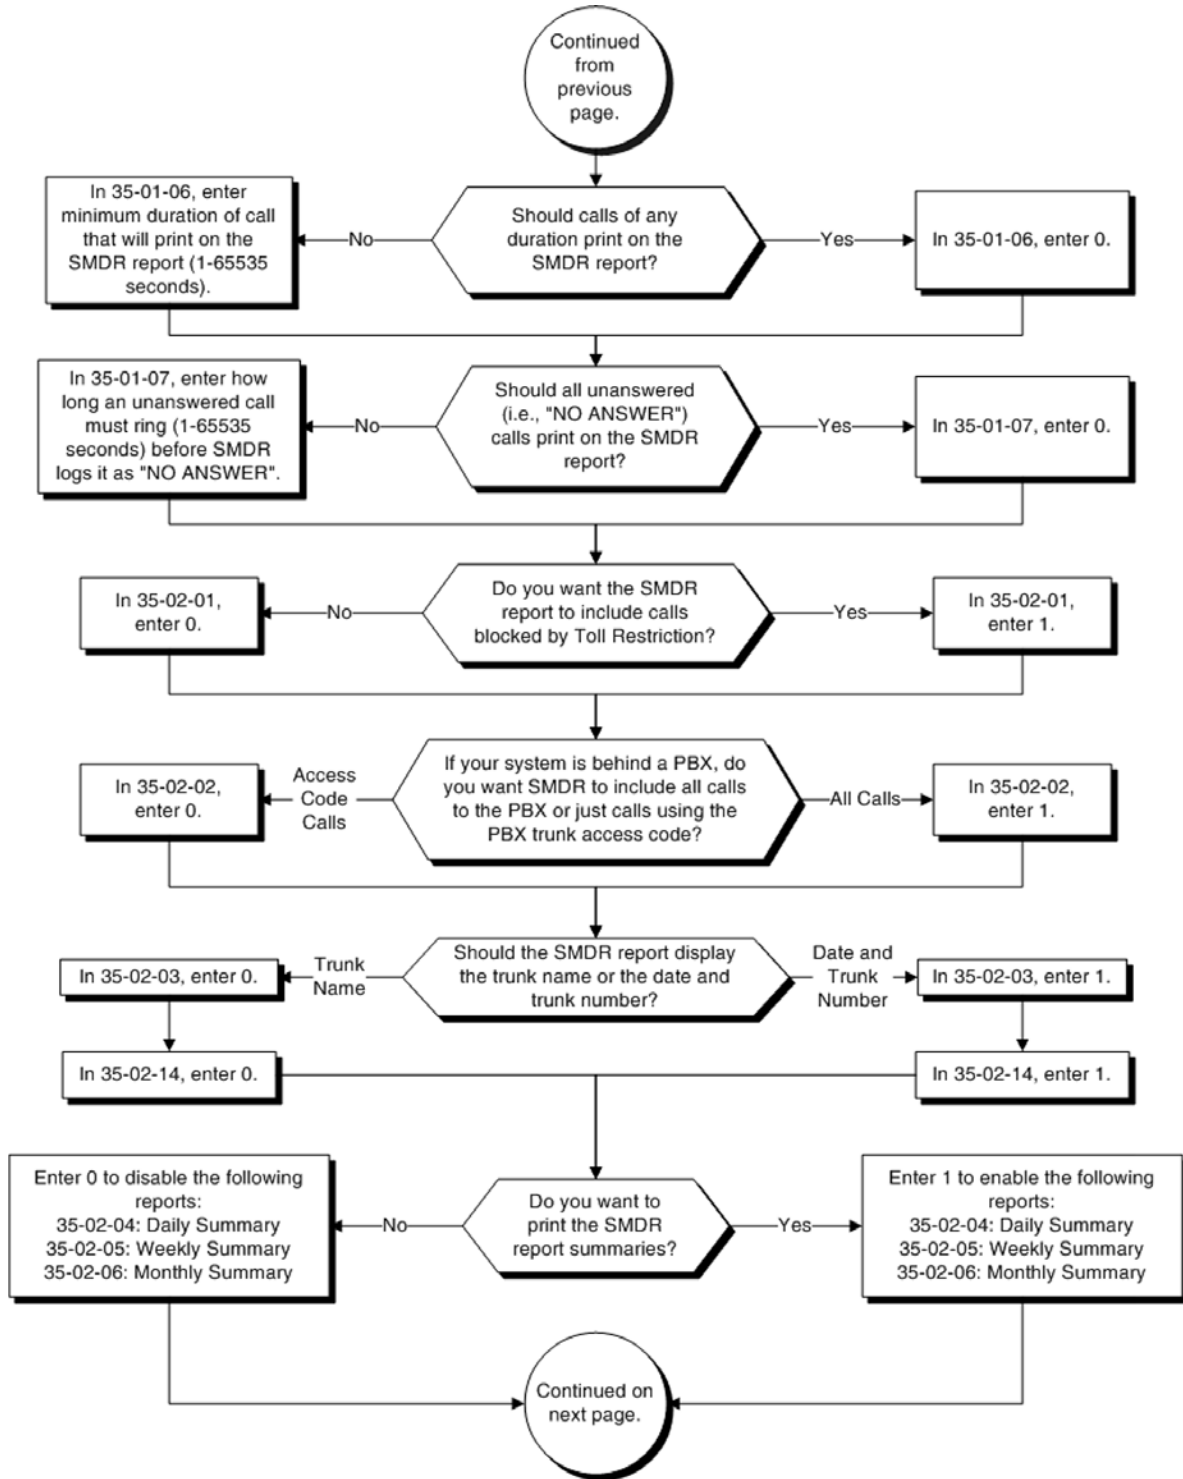 Continued
from
previous
page.
In 35-01-06, enter
minimum duration of call
that will print on the
SMDR report (1-65535
seconds).
No
Should calls of any
duration print on the
SMDR report?
Yes
In 35-01-06, enter 0.
In 35-01-07, enter how
long an unanswered call
must ring (1-65535
seconds) before SMDR
logs it as "NO ANSWER".
No
Should all unanswered
(i.e., "NO ANSWER")
calls print on the SMDR
report?
Yes
In 35-01-07, enter 0.
In 35-02-01,
enter 0.
No
Do you want the SMDR
report to include calls
blocked by Toll Restriction?
Yes
In 35-02-01,
enter 1.
In 35-02-02,
enter 0.
Access
Code
Calls
If your system is behind a PBX, do
you want SMDR to include all calls
to the PBX or just calls using the
PBX trunk access code?
All Calls
In 35-02-02,
enter 1.
In 35-02-03, enter 0.
Trunk
Name
Should the SMDR report display
the trunk name or the date and
trunk number?
Date and
Trunk
Number
In 35-02-03, enter 1.
In 35-02-14, enter 0.
In 35-02-14, enter 1.
Enter 0 to disable the following
reports:
35-02-04: Daily Summary
35-02-05: Weekly Summary
35-02-06: Monthly Summary
No
Do you want to
print the SMDR
report summaries?
Yes
Enter 1 to enable the following
reports:
35-02-04: Daily Summary
35-02-05: Weekly Summary
35-02-06: Monthly Summary
Continued on
next page.